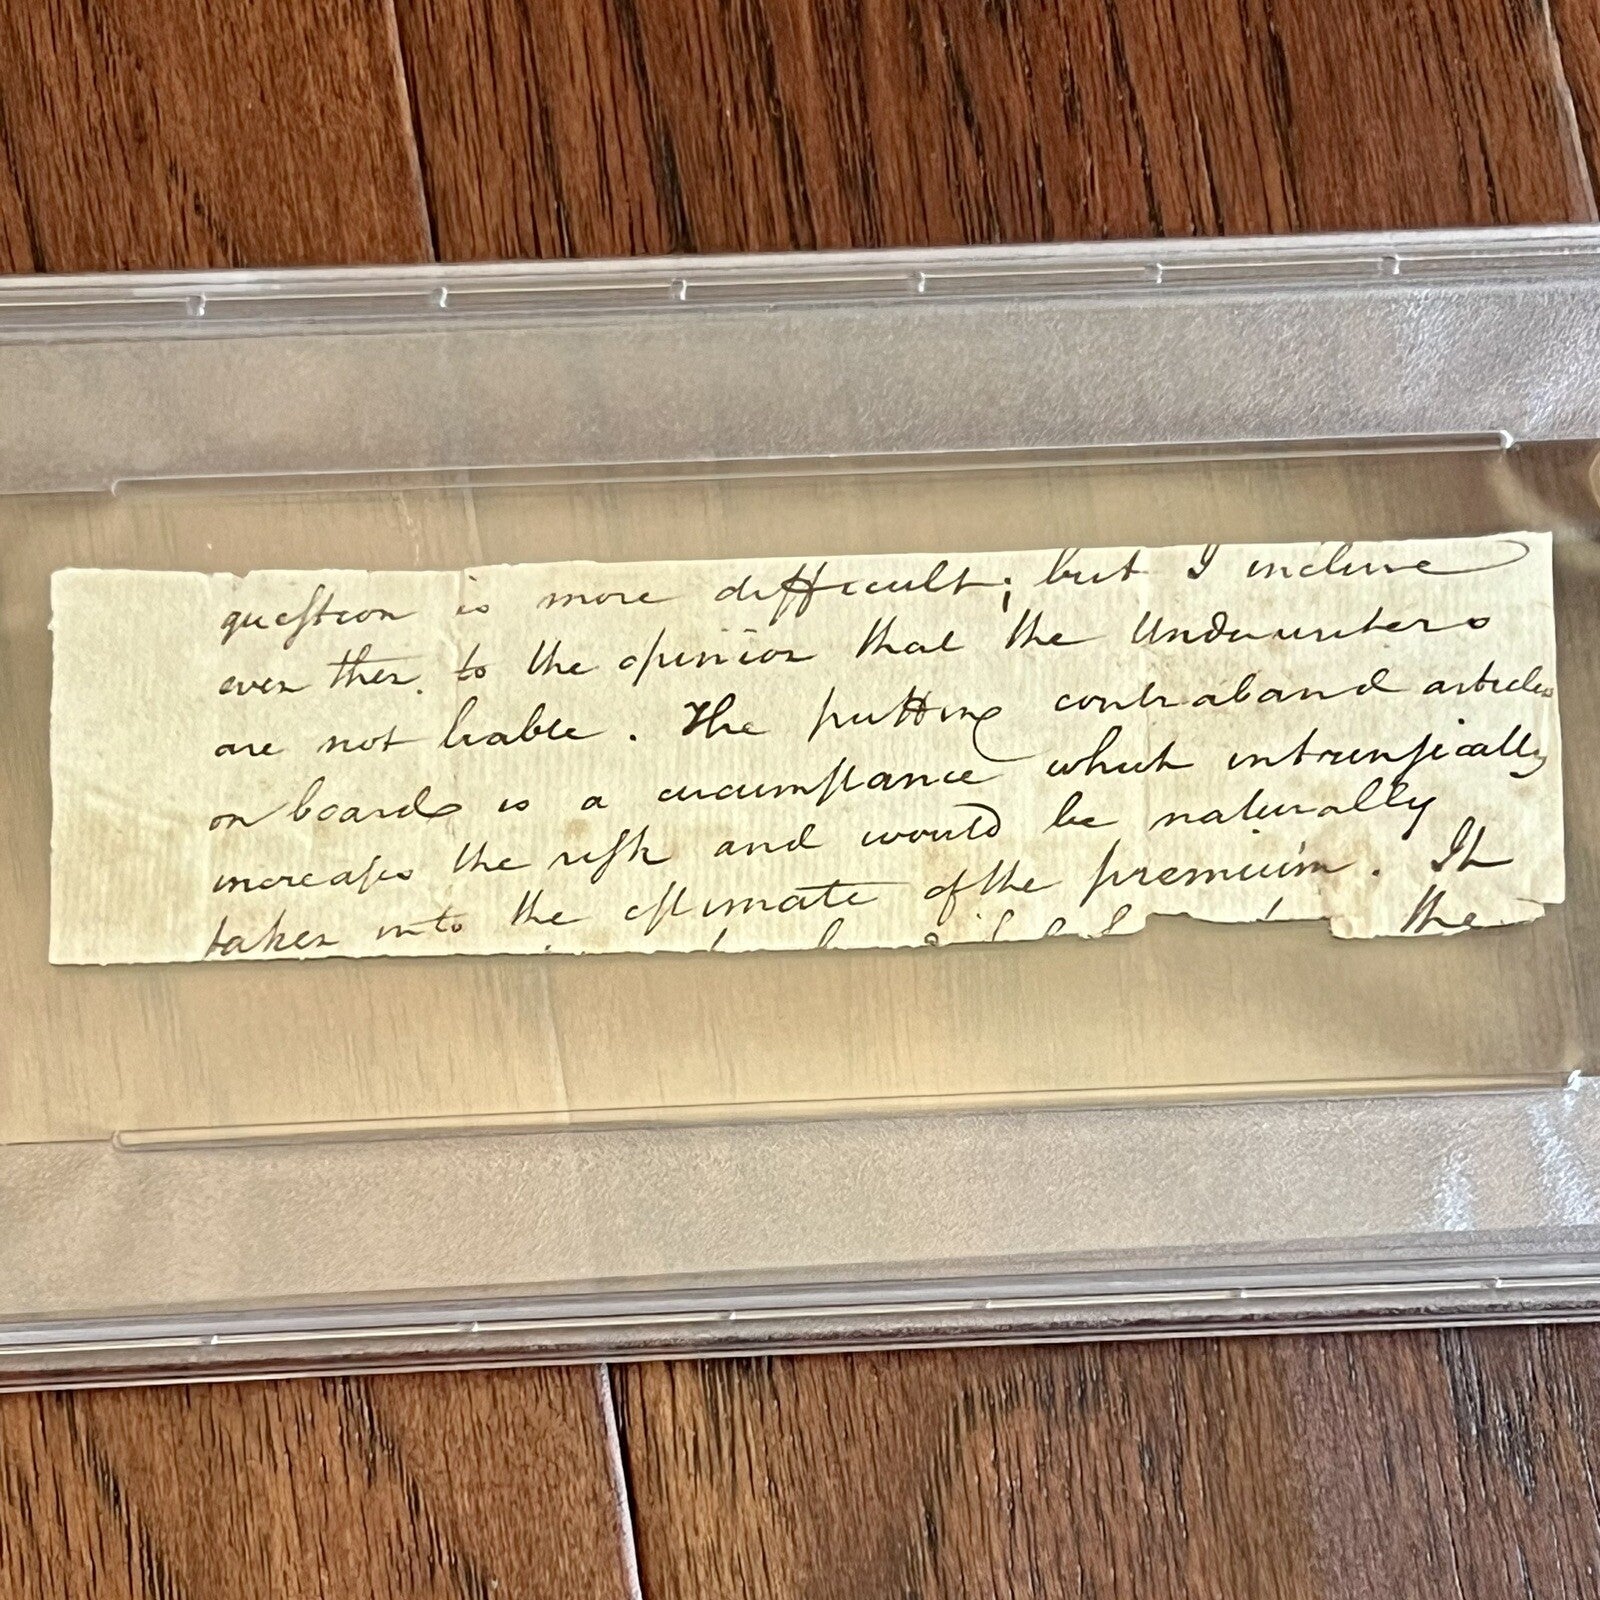 queſtion is more difficult; but I incline
even then to the opinion that the Underwriters
are not liable. The putting contraband articles
on board is a circumſtance which intrinſically
increaſes the riſk and would be naturally
taken into the eſtimate of the premium. It
the